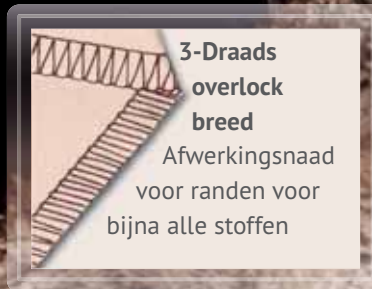 3-Draads
overlock
breed
Afwerkingsnaad
voor randen voor
bijna alle stoffen